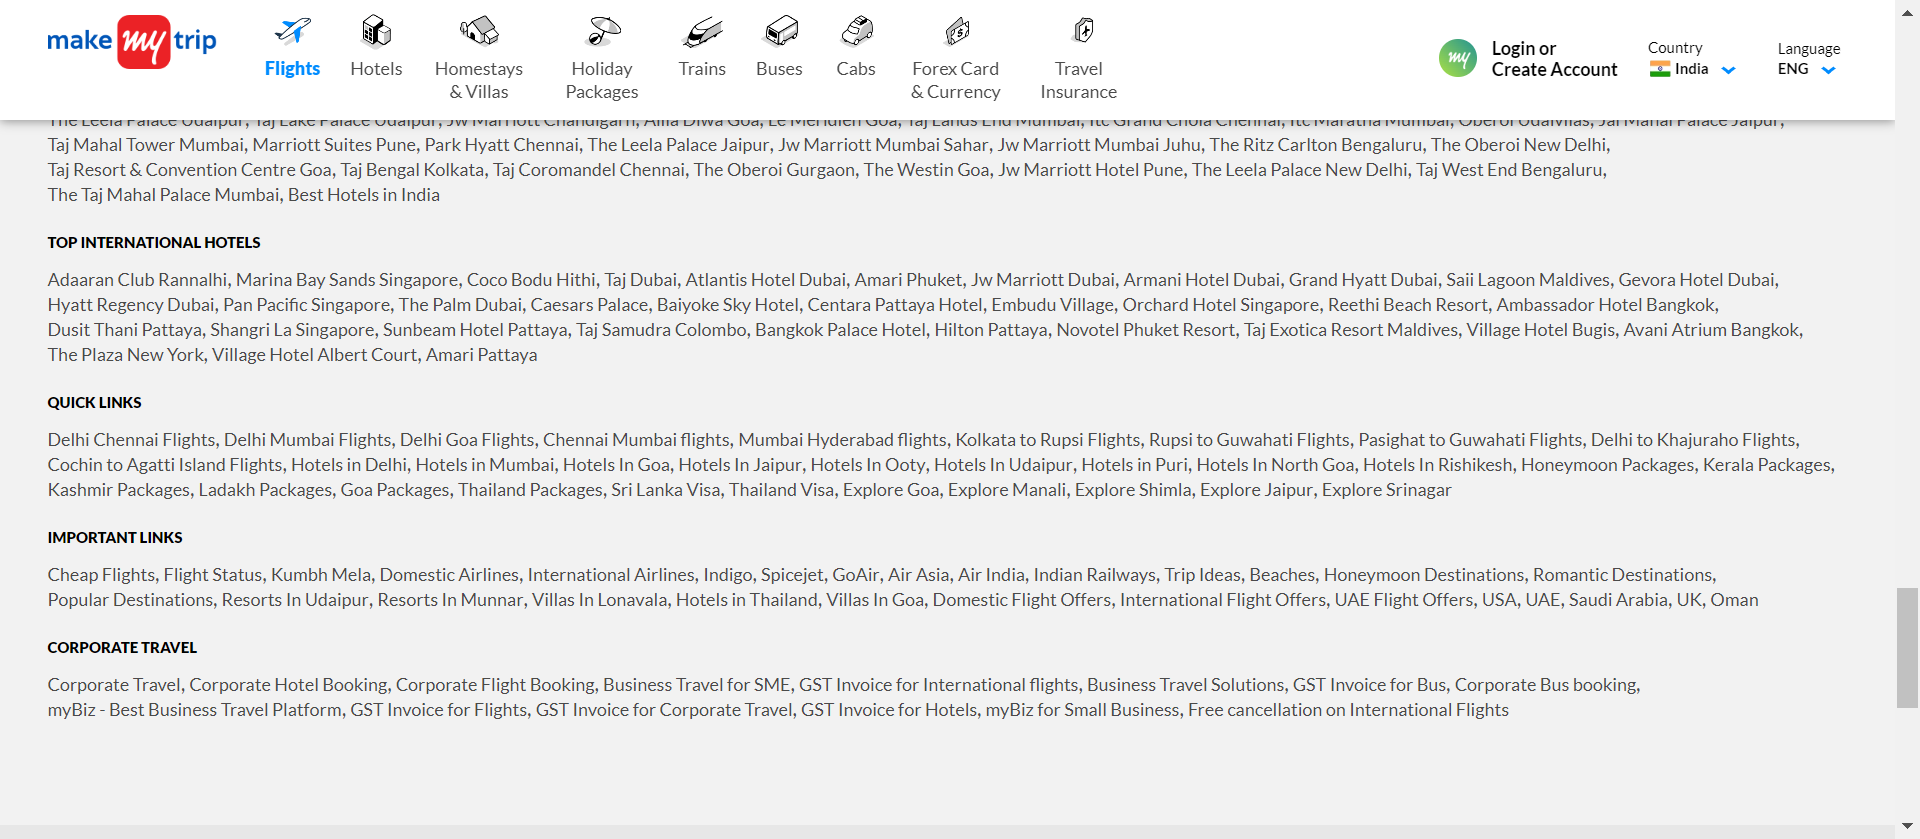 make my trip
Flights
Hotels
Homestays
& Villas
Holiday
Packages
Trains
Buses
Cabs
Forex Card
& Currency
Travel
Insurance
my
Login or
Create Account
Country
India
Language
ENG
The Leela Palace Udaipur, Taj Lake Palace Udaipur, Jw Marriott Chandigarh, Alila Diwa Goa, Le Meridien Goa, Taj Lands End Mumbai, Itc Grand Chola Chennai, Itc Maratha Mumbai, Oberoi Udaivilas, Jai Mahal Palace Jaipur,
Taj Mahal Tower Mumbai, Marriott Suites Pune, Park Hyatt Chennai, The Leela Palace Jaipur, Jw Marriott Mumbai Sahar, Jw Marriott Mumbai Juhu, The Ritz Carlton Bengaluru, The Oberoi New Delhi,
Taj Resort & Convention Centre Goa, Taj Bengal Kolkata, Taj Coromandel Chennai, The Oberoi Gurgaon, The Westin Goa, Jw Marriott Hotel Pune, The Leela Palace New Delhi, Taj West End Bengaluru,
The Taj Mahal Palace Mumbai, Best Hotels in India
TOP INTERNATIONAL HOTELS
Adaaran Club Rannalhi, Marina Bay Sands Singapore, Coco Bodu Hithi, Taj Dubai, Atlantis Hotel Dubai, Amari Phuket, Jw Marriott Dubai, Armani Hotel Dubai, Grand Hyatt Dubai, Saii Lagoon Maldives, Gevora Hotel Dubai,
Hyatt Regency Dubai, Pan Pacific Singapore, The Palm Dubai, Caesars Palace, Baiyoke Sky Hotel, Centara Pattaya Hotel, Embudu Village, Orchard Hotel Singapore, Reethi Beach Resort, Ambassador Hotel Bangkok,
Dusit Thani Pattaya, Shangri La Singapore, Sunbeam Hotel Pattaya, Taj Samudra Colombo, Bangkok Palace Hotel, Hilton Pattaya, Novotel Phuket Resort, Taj Exotica Resort Maldives, Village Hotel Bugis, Avani Atrium Bangkok,
The Plaza New York, Village Hotel Albert Court, Amari Pattaya
QUICK LINKS
Delhi Chennai Flights, Delhi Mumbai Flights, Delhi Goa Flights, Chennai Mumbai flights, Mumbai Hyderabad flights, Kolkata to Rupsi Flights, Rupsi to Guwahati Flights, Pasighat to Guwahati Flights, Delhi to Khajuraho Flights,
Cochin to Agatti Island Flights, Hotels in Delhi, Hotels in Mumbai, Hotels In Goa, Hotels In Jaipur, Hotels In Ooty, Hotels In Udaipur, Hotels in Puri, Hotels In North Goa, Hotels In Rishikesh, Honeymoon Packages, Kerala Packages,
Kashmir Packages, Ladakh Packages, Goa Packages, Thailand Packages, Sri Lanka Visa, Thailand Visa, Explore Goa, Explore Manali, Explore Shimla, Explore Jaipur, Explore Srinagar
IMPORTANT LINKS
Cheap Flights, Flight Status, Kumbh Mela, Domestic Airlines, International Airlines, Indigo, Spicejet, GoAir, Air Asia, Air India, Indian Railways, Trip Ideas, Beaches, Honeymoon Destinations, Romantic Destinations,
Popular Destinations, Resorts In Udaipur, Resorts In Munnar, Villas In Lonavala, Hotels in Thailand, Villas In Goa, Domestic Flight Offers, International Flight Offers, UAE Flight Offers, USA, UAE, Saudi Arabia, UK, Oman
CORPORATE TRAVEL
Corporate Travel, Corporate Hotel Booking, Corporate Flight Booking, Business Travel for SME, GST Invoice for International flights, Business Travel Solutions, GST Invoice for Bus, Corporate Bus booking,
myBiz - Best Business Travel Platform, GST Invoice for Flights, GST Invoice for Corporate Travel, GST Invoice for Hotels, myBiz for Small Business, Free cancellation on International Flights